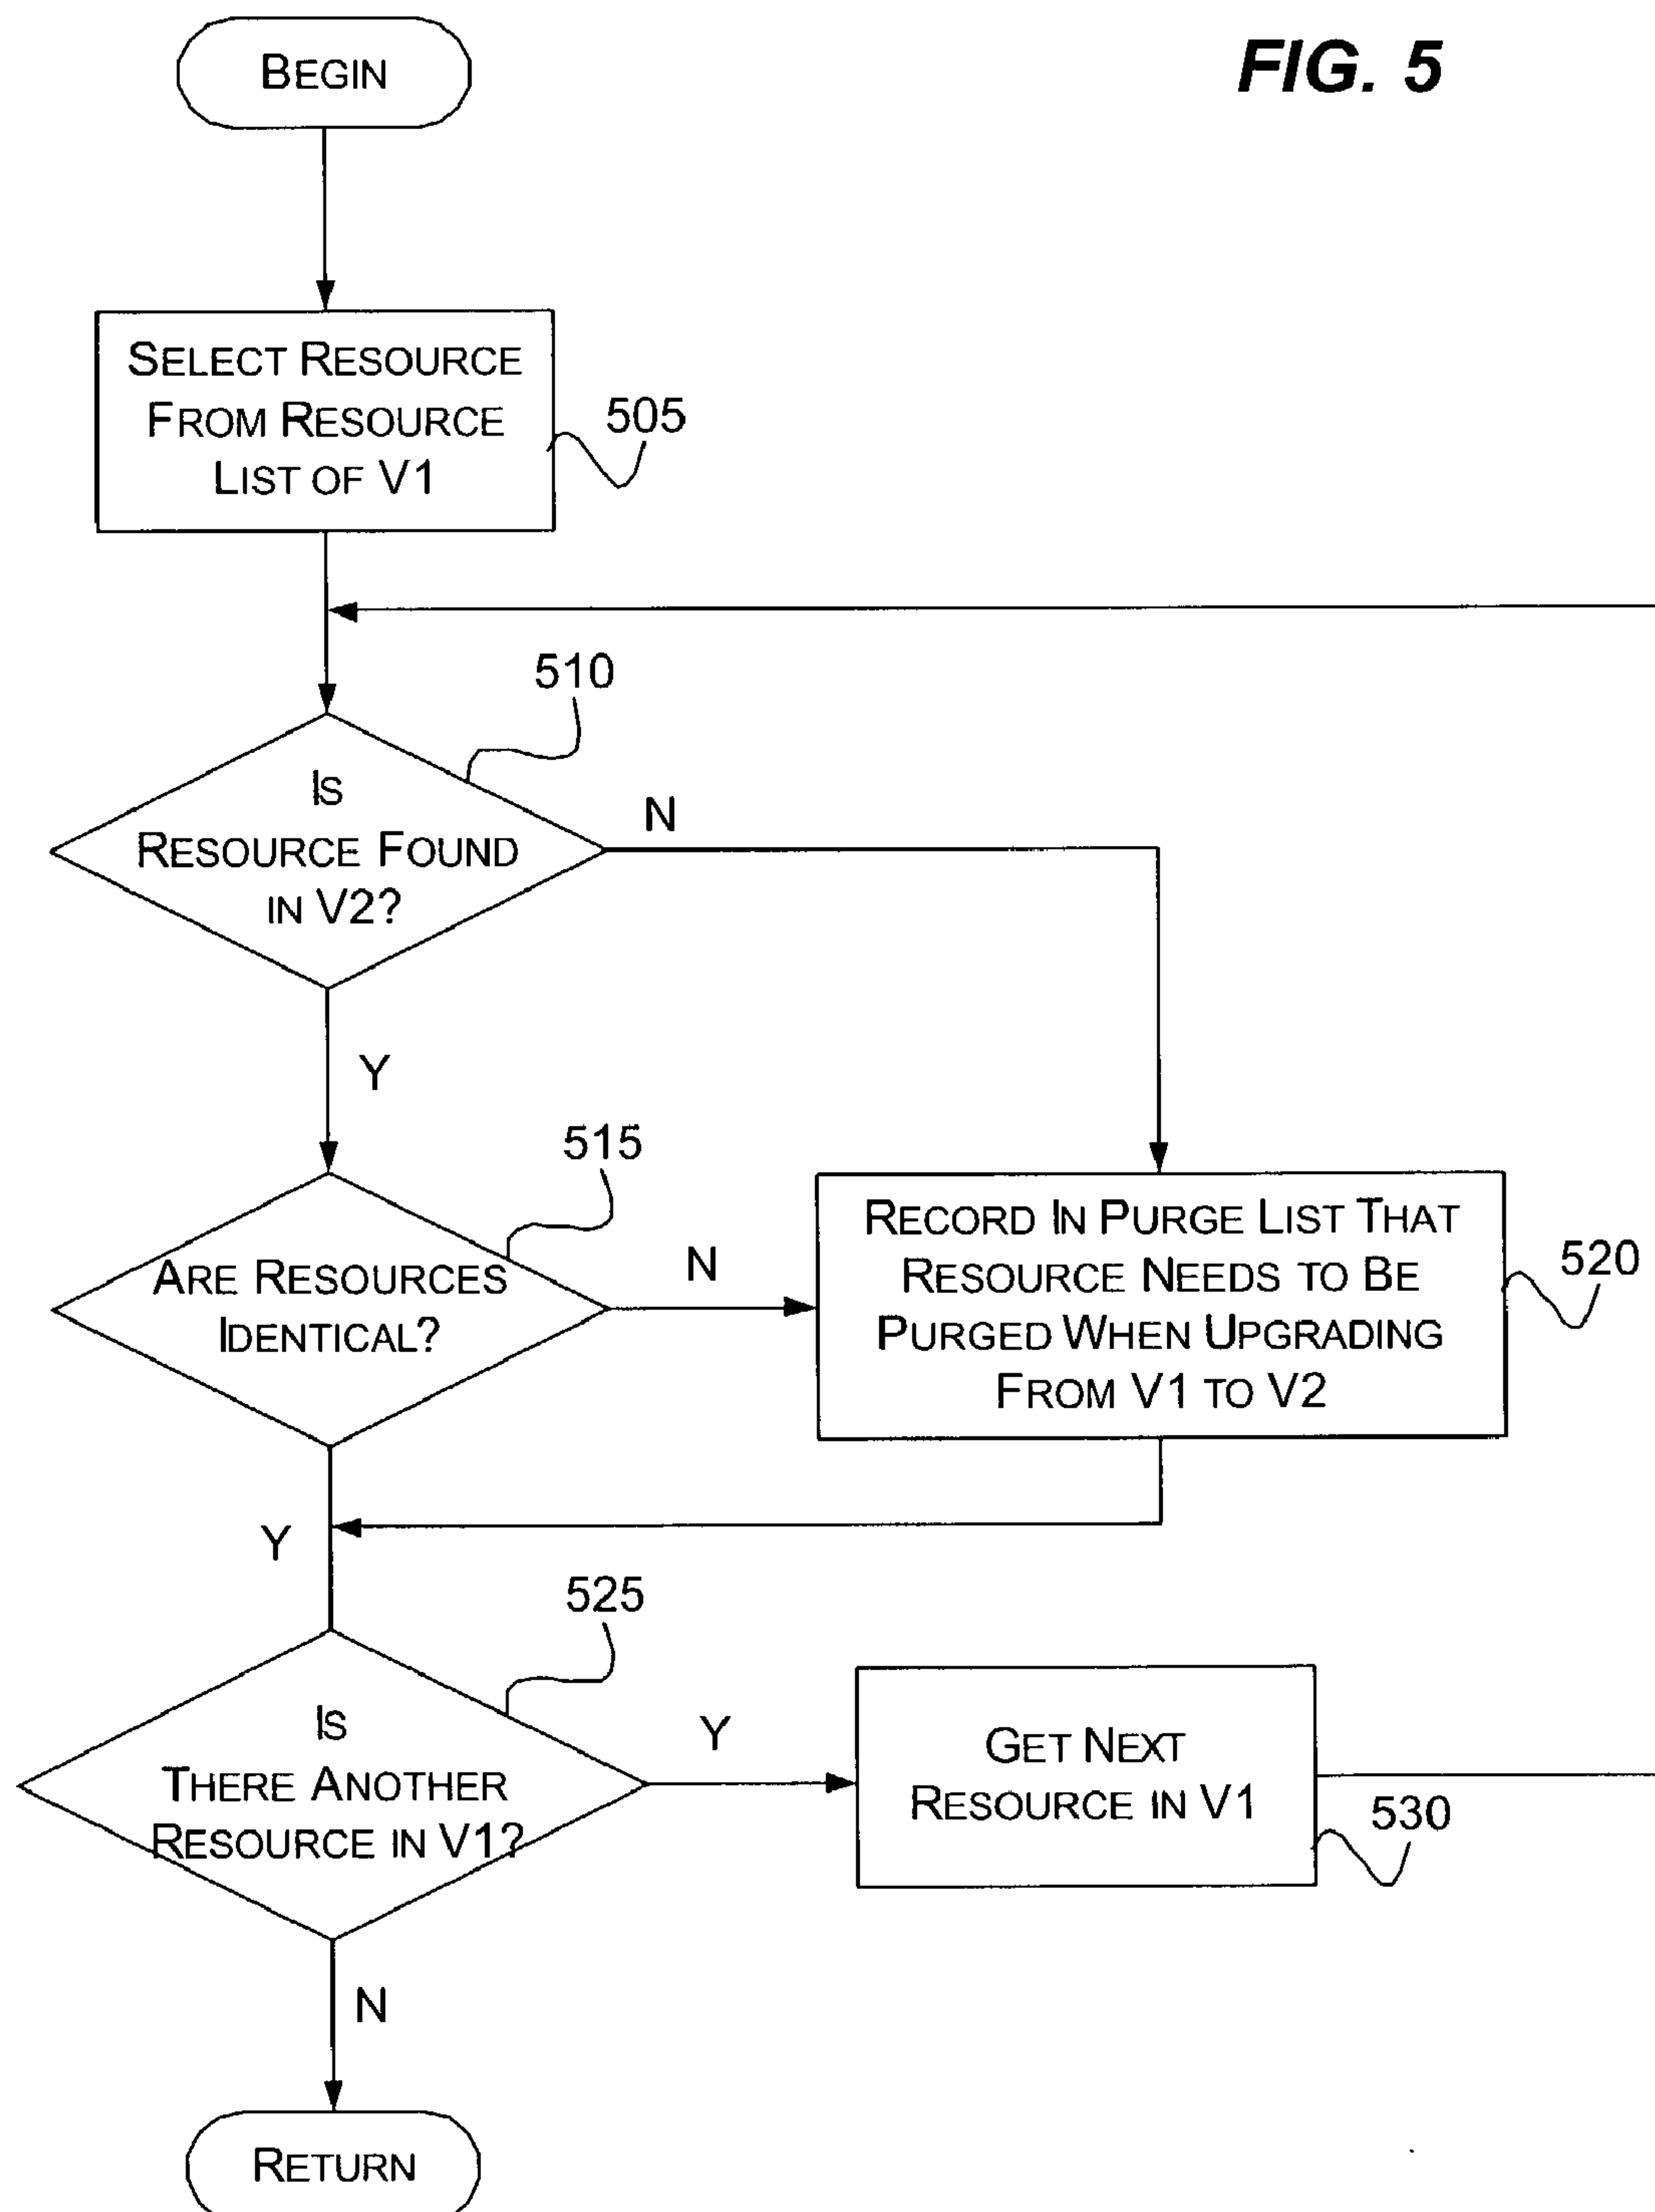 FIG. 5
BEGIN
SELECT RESOURCE
FROM RESOURCE
LIST OF V1
505
510
IS
RESOURCE FOUND
IN V2?
N
Y
515
ARE RESOURCES
IDENTICAL?
N
RECORD IN PURGE LIST THAT
RESOURCE NEEDS TO BE
PURGED WHEN UPGRADING
FROM V1 TO V2
520
Y
525
IS
THERE ANOTHER
RESOURCE IN V1?
Y
GET NEXT
RESOURCE IN V1
530
N
RETURN